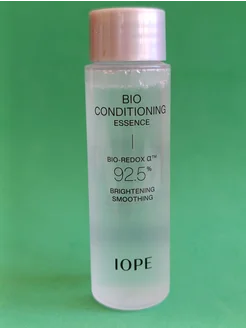 BIO
CONDITIONING
ESSENCE
BIO-REDOX α™
92.5%
BRIGHTENING
SMOOTHING
IOPE